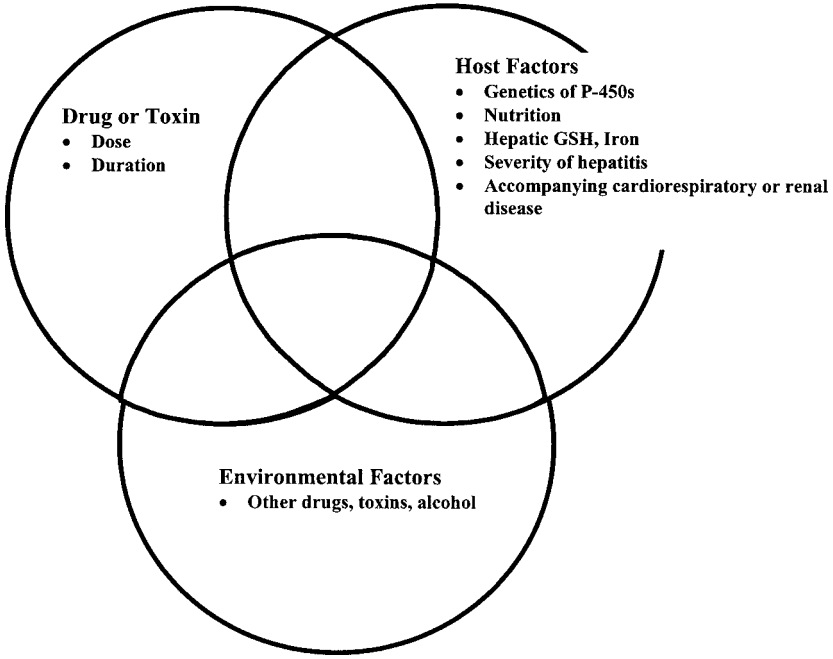 Drug or Toxin
• Dose
• Duration
Host Factors
• Genetics of P-450s
• Nutrition
• Hepatic GSH, Iron
• Severity of hepatitis
• Accompanying cardiorespiratory or renal
disease
Environmental Factors
• Other drugs, toxins, alcohol